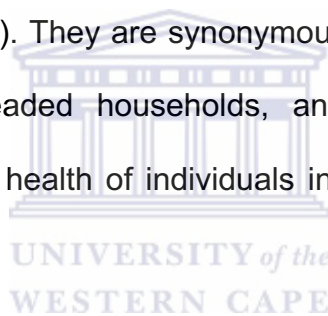 ). They are synonymou
eaded households, an
health of individuals in
UNIVERSITY of the
WESTERN CAPE